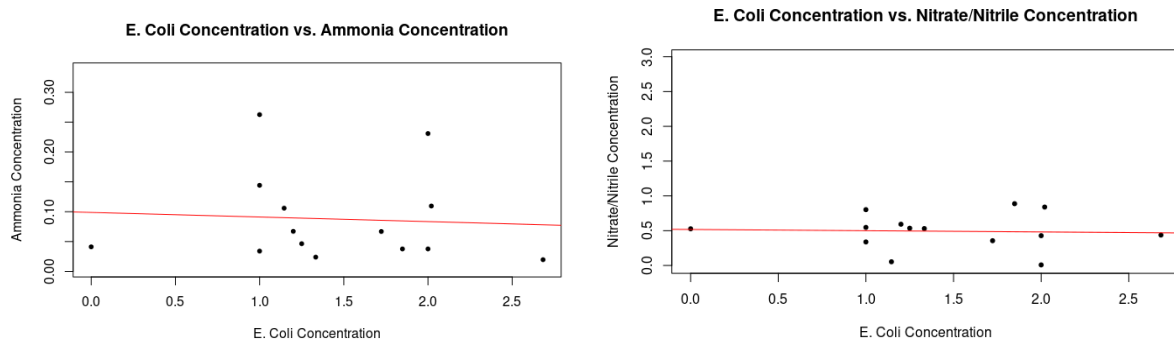 E. Coli Concentration vs. Ammonia Concentration
Ammonia Concentration
0.30
0.20
0.10
0.00
0.0 0.5 1.0 1.5 2.0 2.5
E. Coli Concentration
E. Coli Concentration vs. Nitrate/Nitrile Concentration
Nitrate/Nitrile Concentration
3.0
2.5
2.0
1.5
1.0
0.5
0.0
0.0 0.5 1.0 1.5 2.0 2.5
E. Coli Concentration